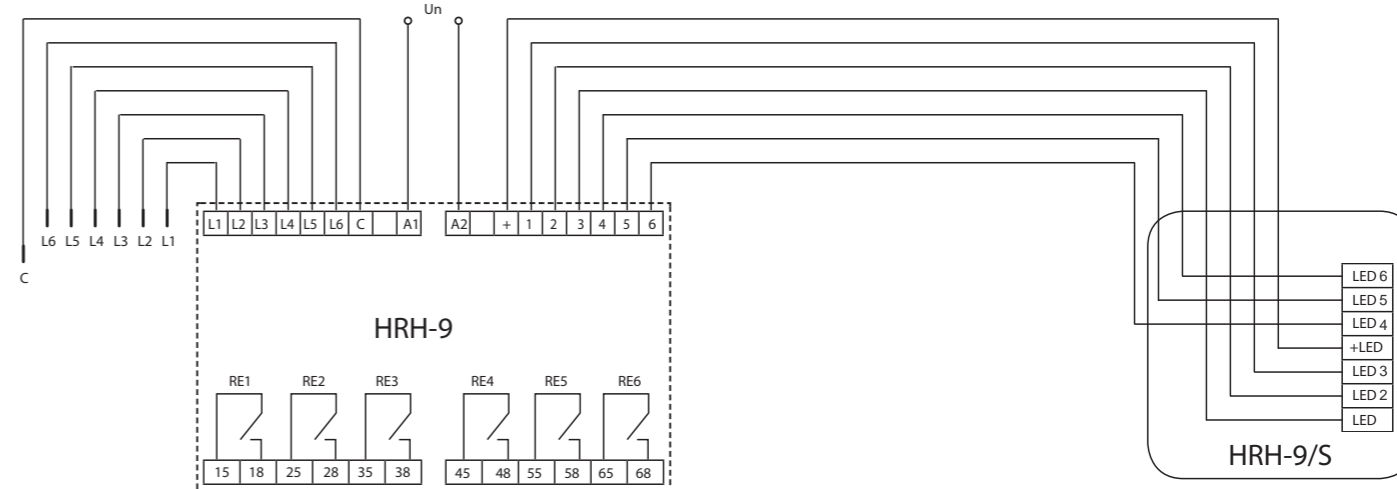 Un
L6 L5 L4 L3 L2 L1
C
L1 L2 L3 L4 L5 L6 C A1
A2 + 1 2 3 4 5 6
HRH-9
RE1 RE2 RE3 RE4 RE5 RE6
15 18 25 28 35 38
45 48 55 58 65 68
LED 6
LED 5
LED 4
+LED
LED 3
LED 2
LED
HRH-9/S